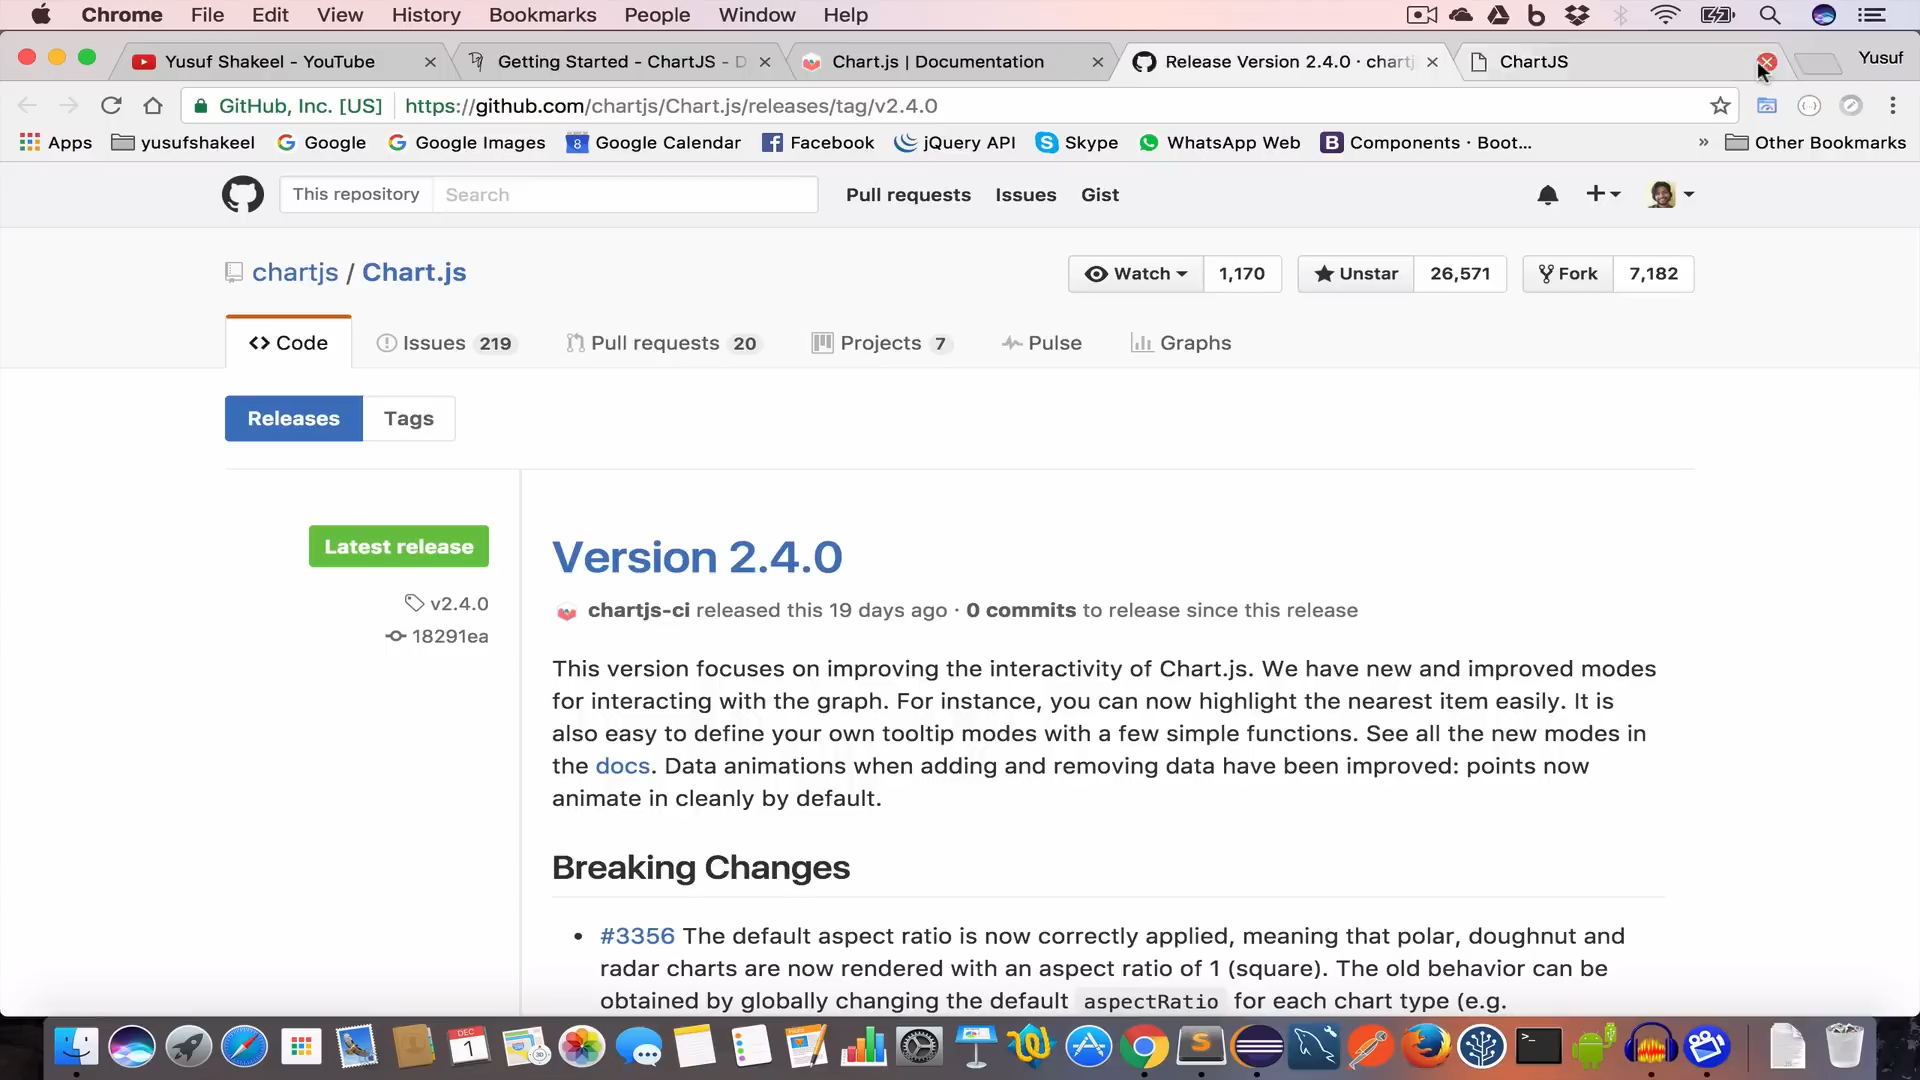 Chrome File Edit View History Bookmarks People Window Help
Yusuf Shakeel - YouTube
Getting Started - ChartJS - D
Chart.js | Documentation
Release Version 2.4.0 · chartj
ChartJS
Yusuf
GitHub, Inc. [US]
https://github.com/chartjs/Chart.js/releases/tag/v2.4.0
Apps yusufshakeel Google Google Images 8 Google Calendar Facebook jQuery API Skype WhatsApp Web B Components · Boot... » Other Bookmarks
This repository Search Pull requests Issues Gist
chartjs / Chart.js
Watch 1,170 Unstar 26,571 Fork 7,182
Code Issues 219 Pull requests 20 Projects 7 Pulse Graphs
Releases Tags
Latest release
v2.4.0
18291ea
Version 2.4.0
chartjs-ci released this 19 days ago · 0 commits to release since this release
This version focuses on improving the interactivity of Chart.js. We have new and improved modes
for interacting with the graph. For instance, you can now highlight the nearest item easily. It is
also easy to define your own tooltip modes with a few simple functions. See all the new modes in
the docs. Data animations when adding and removing data have been improved: points now
animate in cleanly by default.
Breaking Changes
• #3356 The default aspect ratio is now correctly applied, meaning that polar, doughnut and
radar charts are now rendered with an aspect ratio of 1 (square). The old behavior can be
obtained by globally changing the default aspectRatio for each chart type (e.g.
DEC
1